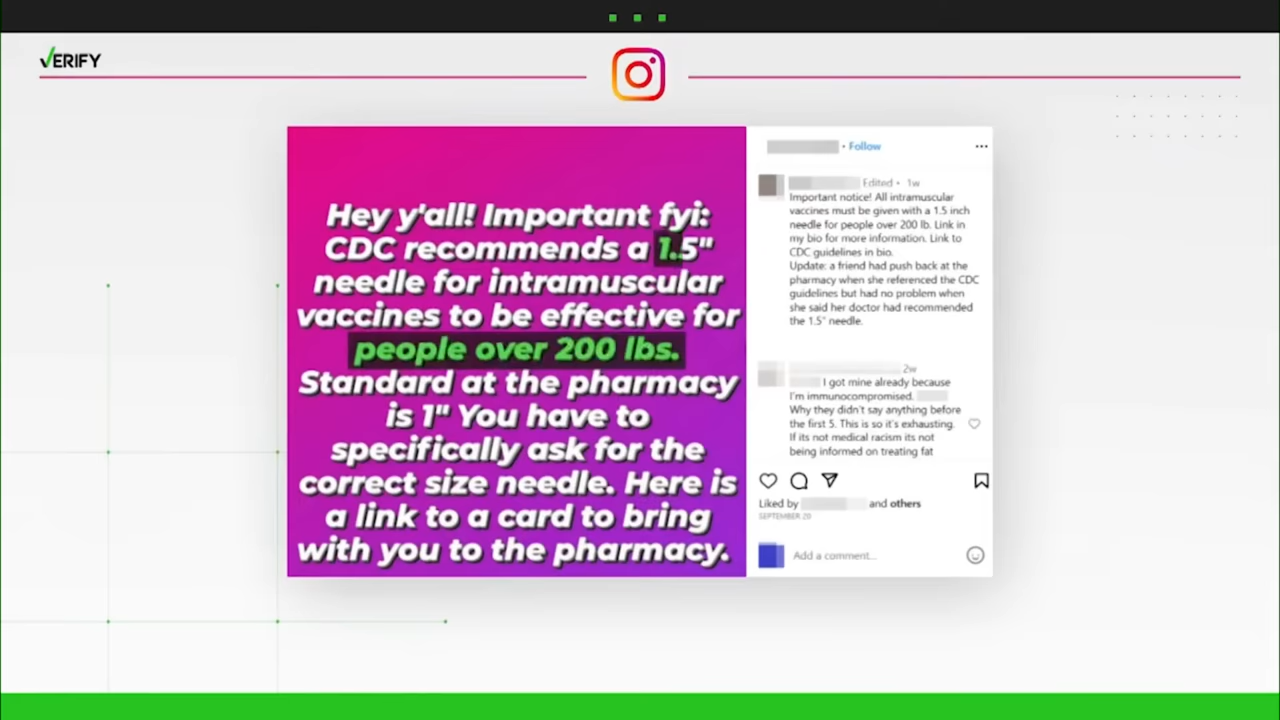 VERIFY
Hey y'all! Important fyi:
CDC recommends a 1.5"
needle for intramuscular
vaccines to be effective for
people over 200 lbs.
Standard at the pharmacy
is 1" You have to
specifically ask for the
correct size needle. Here is
a link to a card to bring
with you to the pharmacy.
• Follow
Edited • 1w
Important notice! All intramuscular
vaccines must be given with a 1.5 inch
needle for people over 200 lb. Link in
my bio for more information. Link to
CDC guidelines in bio.
Update: a friend had push back at the
pharmacy when she referenced the CDC
guidelines but had no problem when
she said her doctor had recommended
the 1.5" needle.
2w
I got mine already because
I'm immunocompromised.
Why they didn't say anything before
the first 5. This is so it's exhausting.
If its not medical racism its not
being informed on treating fat
Liked by and others
SEPTEMBER 20
Add a comment...